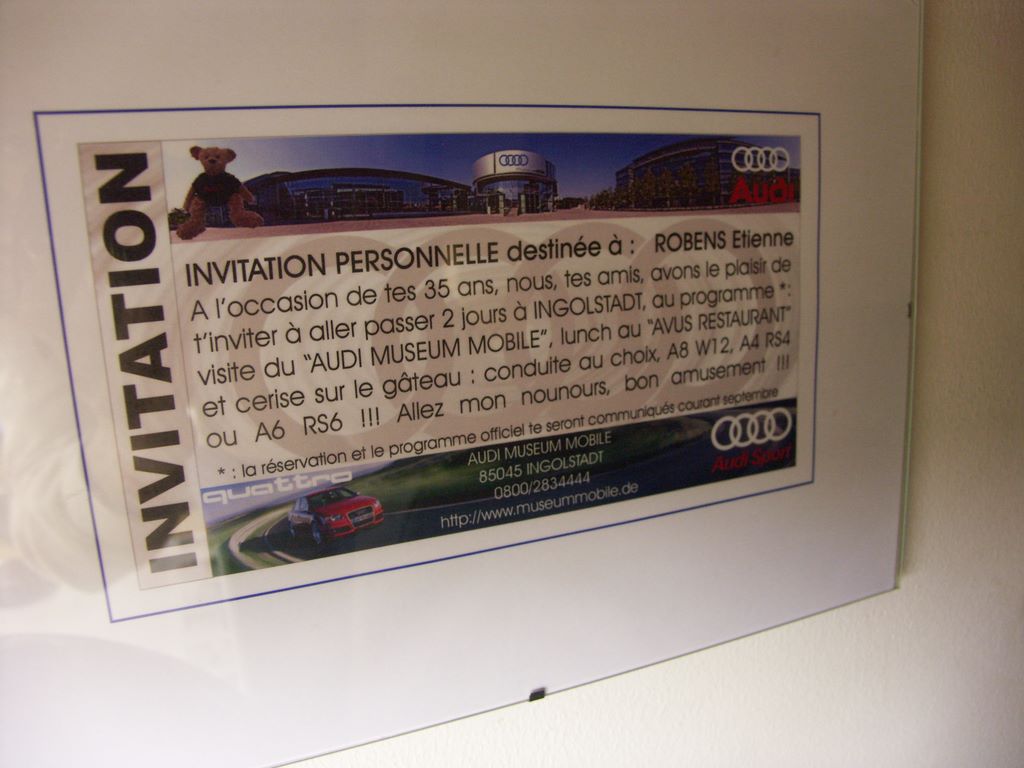 INVITATION
Audi
INVITATION PERSONNELLE destinée à : ROBENS Etienne
A l'occasion de tes 35 ans, nous, tes amis, avons le plaisir de
t'inviter à aller passer 2 jours à INGOLSTADT, au programme *:
visite du "AUDI MUSEUM MOBILE", lunch au "AVUS RESTAURANT"
et cerise sur le gâteau : conduite au choix, A8 W12, A4 RS4
ou A6 RS6 !!! Allez mon nounours, bon amusement !!!
* : la réservation et le programme officiel te seront communiqués courant septembre
quattro
AUDI MUSEUM MOBILE
85045 INGOLSTADT
0800/2834444
http://www.museummobile.de
Audi Sport